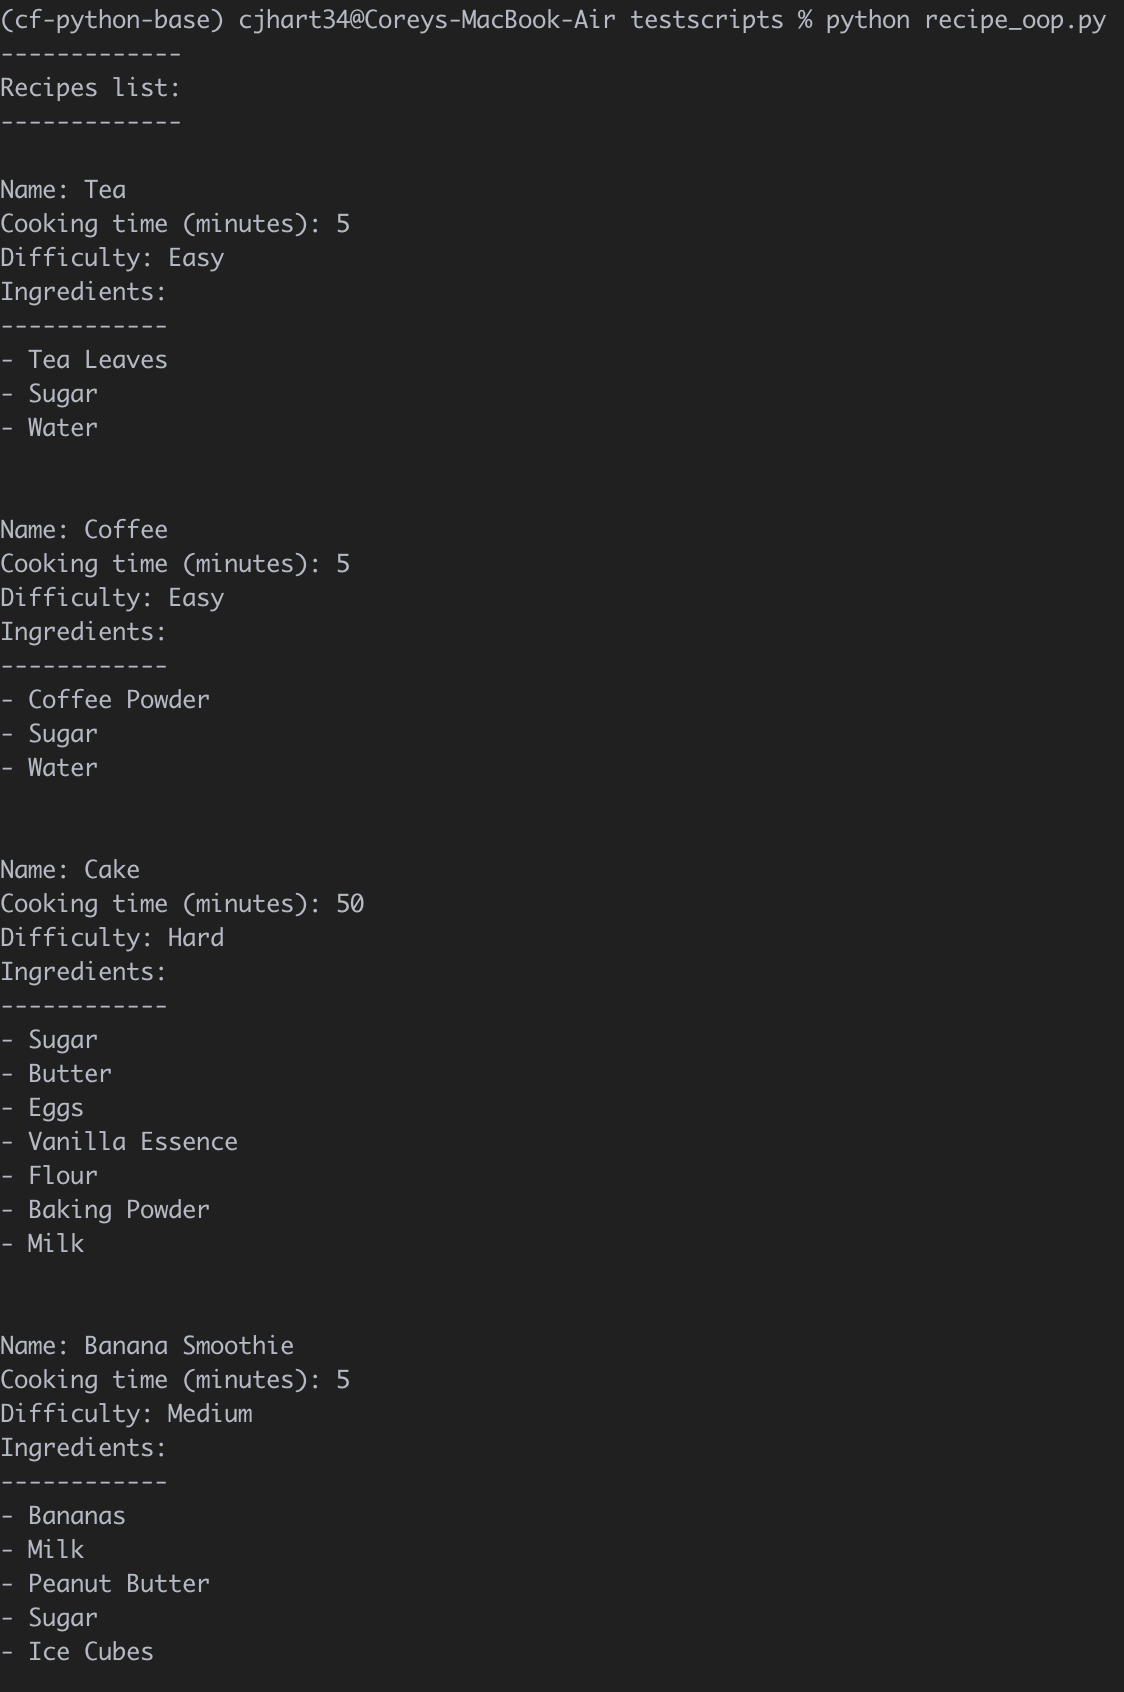 (cf-python-base) cjhart34@Coreys-MacBook-Air testscripts % python recipe_oop.py
-------------
Recipes list:
-------------

Name: Tea
Cooking time (minutes): 5
Difficulty: Easy
Ingredients:
------------
- Tea Leaves
- Sugar
- Water

Name: Coffee
Cooking time (minutes): 5
Difficulty: Easy
Ingredients:
------------
- Coffee Powder
- Sugar
- Water

Name: Cake
Cooking time (minutes): 50
Difficulty: Hard
Ingredients:
------------
- Sugar
- Butter
- Eggs
- Vanilla Essence
- Flour
- Baking Powder
- Milk

Name: Banana Smoothie
Cooking time (minutes): 5
Difficulty: Medium
Ingredients:
------------
- Bananas
- Milk
- Peanut Butter
- Sugar
- Ice Cubes